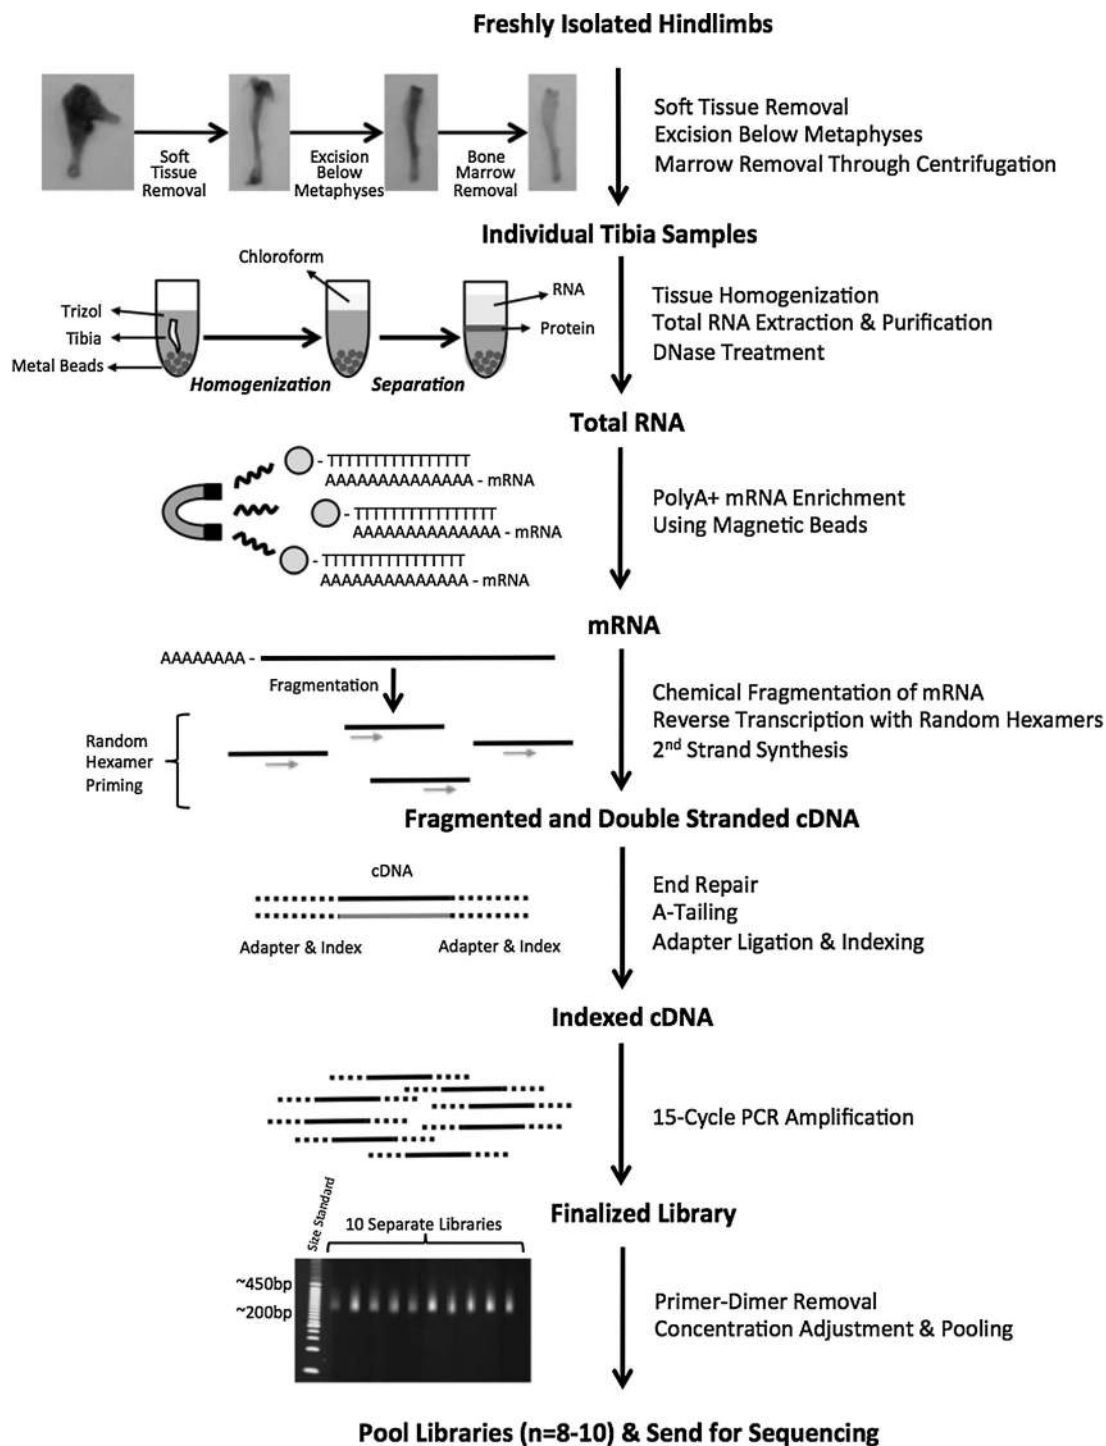 Freshly Isolated Hindlimbs
Soft
Tissue
Removal
Excision
Below
Metaphyses
Bone
Marrow
Removal
Soft Tissue Removal
Excision Below Metaphyses
Marrow Removal Through Centrifugation
Individual Tibia Samples
Chloroform
Trizol
Tibia
Metal Beads
RNA
Protein
Homogenization
Separation
Tissue Homogenization
Total RNA Extraction & Purification
DNase Treatment
Total RNA
- TTTTTTTTTTTTTTT
AAAAAAAAAAAAAA - mRNA
- TTTTTTTTTTTTTTT
AAAAAAAAAAAAAA - mRNA
- TTTTTTTTTTTTTTT
AAAAAAAAAAAAAA - mRNA
PolyA+ mRNA Enrichment
Using Magnetic Beads
mRNA
AAAAAAAA -
Fragmentation
Random
Hexamer
Priming
Chemical Fragmentation of mRNA
Reverse Transcription with Random Hexamers
2nd Strand Synthesis
Fragmented and Double Stranded cDNA
cDNA
Adapter & Index
Adapter & Index
End Repair
A-Tailing
Adapter Ligation & Indexing
Indexed cDNA
15-Cycle PCR Amplification
Finalized Library
Size Standard
10 Separate Libraries
~450bp
~200bp
Primer-Dimer Removal
Concentration Adjustment & Pooling
Pool Libraries (n=8-10) & Send for Sequencing